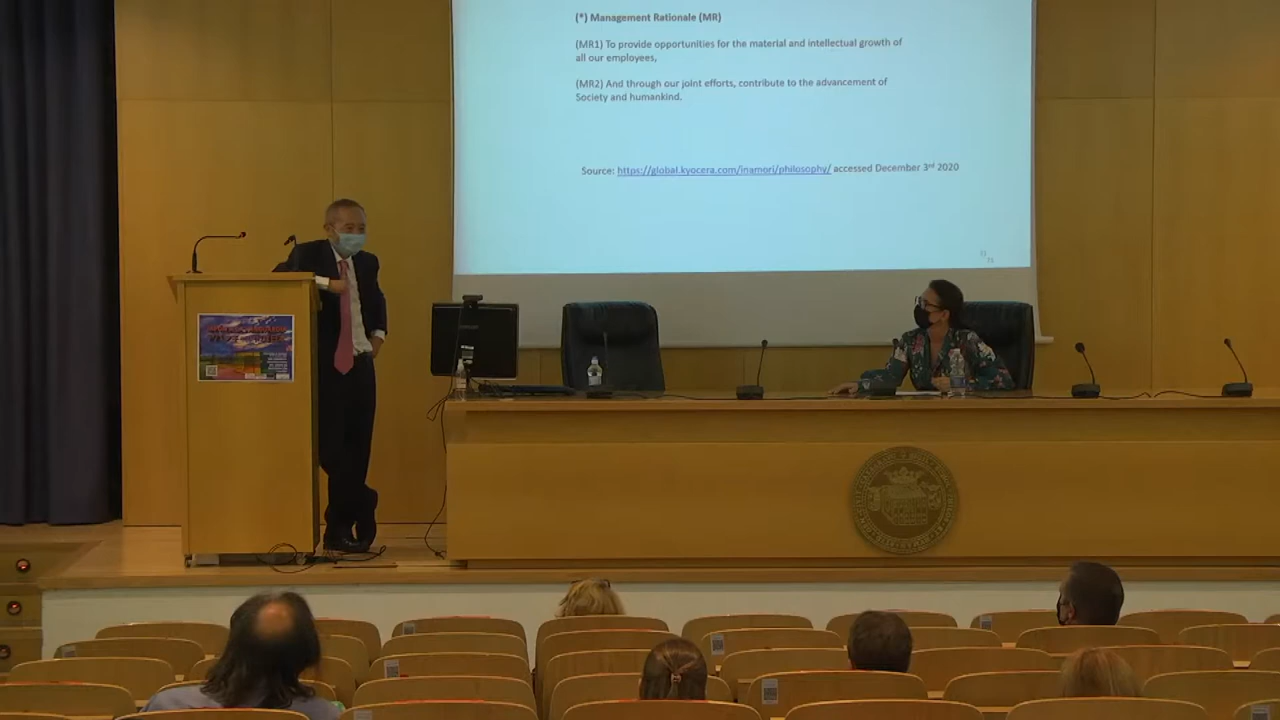 (*) Management Rationale (MR)
(MR1) To provide opportunities for the material and intellectual growth of
all our employees,
(MR2) And through our joint efforts, contribute to the advancement of
Society and humankind.
Source: https://global.kyocera.com/inamori/philosophy/ accessed December 3rd 2020